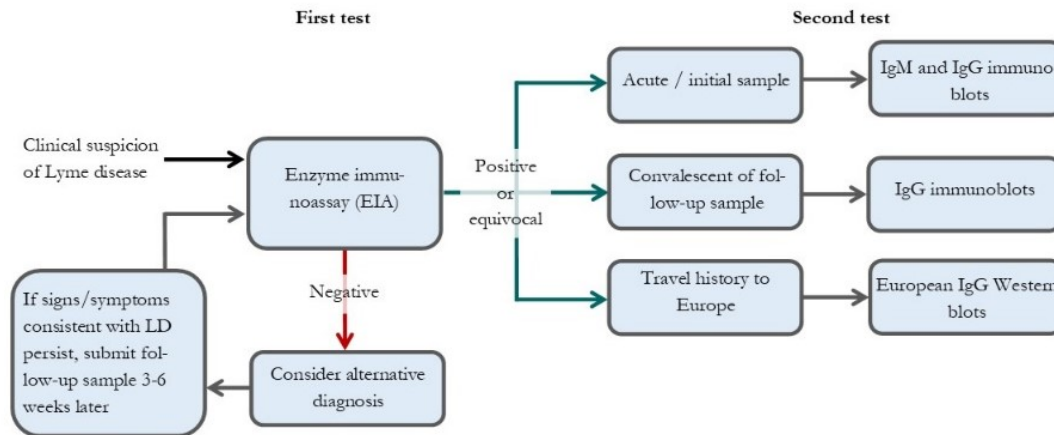 First test
Second test
Clinical suspicion
of Lyme disease
Enzyme immu-
noassay (EIA)
Positive
or
equivocal
Acute / initial sample
IgM and IgG immuno
blots
Convalescent of fol-
low-up sample
IgG immunoblots
Travel history to
Europe
European IgG Western
blots
Negative
Consider alternative
diagnosis
If signs/symptoms
consistent with LD
persist, submit fol-
low-up sample 3-6
weeks later